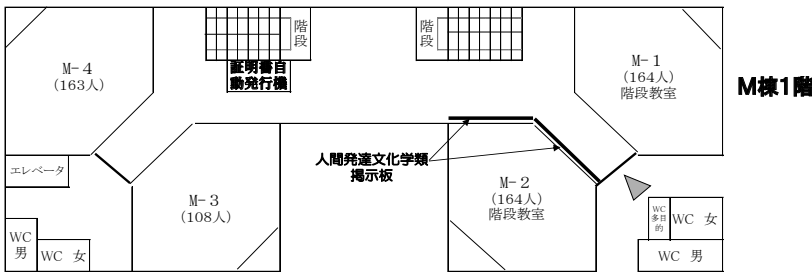 階段
階段
M-4
(163人)
証明書自
動発行機
M-1
(164人)
階段教室
M棟1階
人間発達文化学類
掲示板
エレベータ
M-3
(108人)
M-2
(164人)
階段教室
WC
男
WC 女
WC
多目
的
WC 女
WC 男